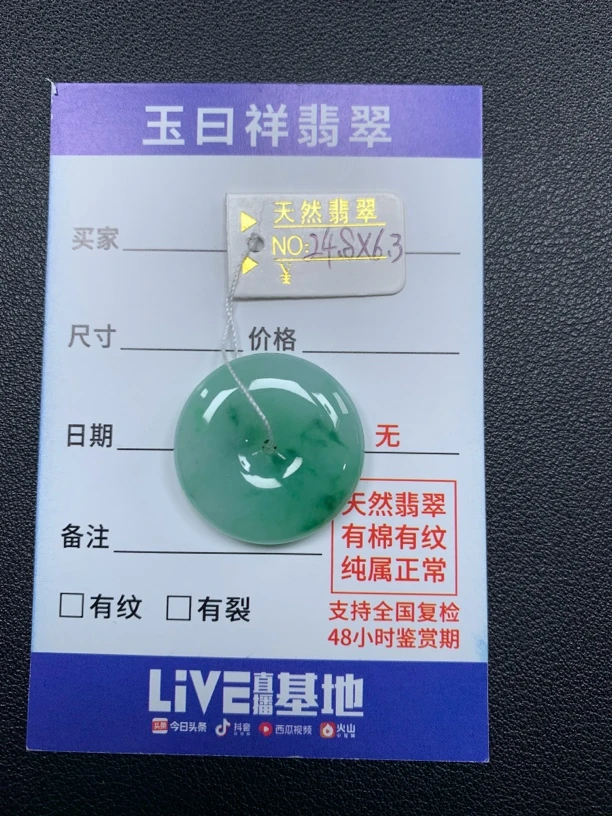 玉曰祥翡翠
天然翡翠
NO: 24.8X6.3
¥
买家
尺寸 价格
日期 无
备注
天然翡翠
有棉有纹
纯属正常
□有纹 □有裂
支持全国复检
48小时鉴赏期
LiVE直播基地
头条 今日头条 抖音 西瓜视频 火山